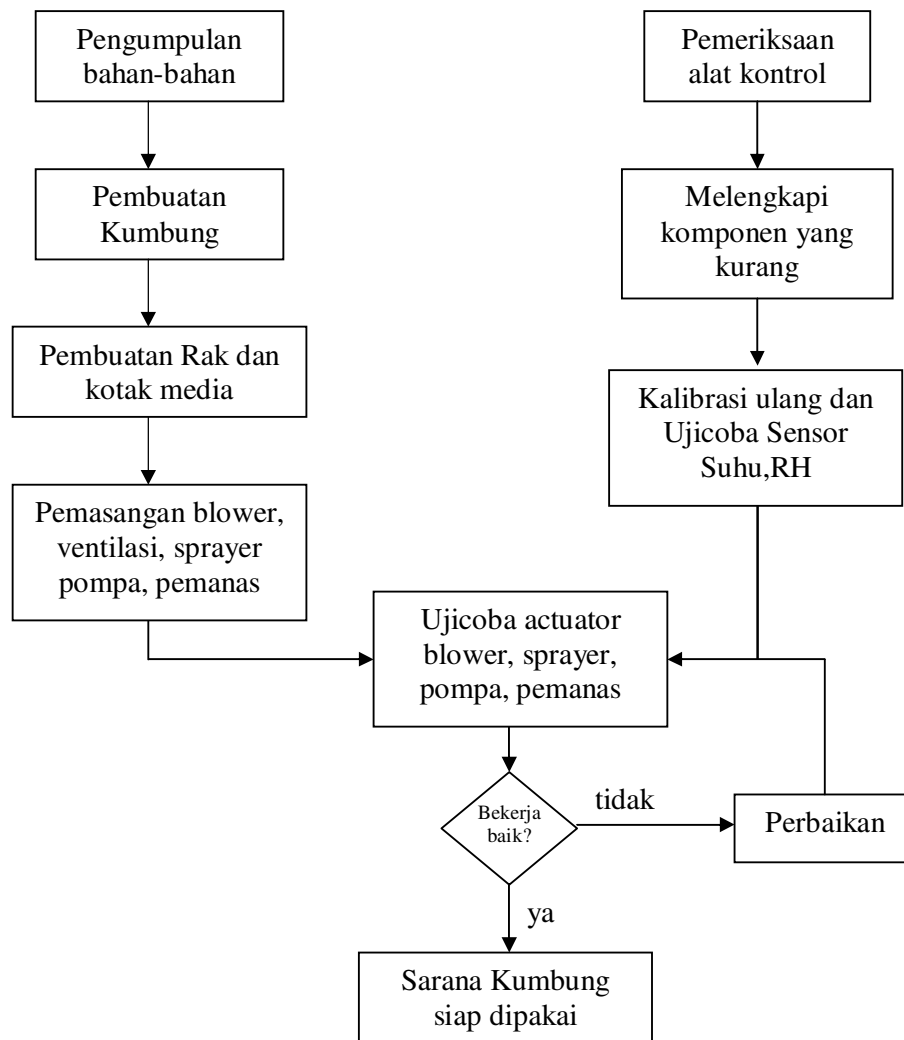 Pengumpulan
bahan-bahan
Pembuatan
Kumbung
Pembuatan Rak dan
kotak media
Pemasangan blower,
ventilasi, sprayer
pompa, pemanas
Pemeriksaan
alat kontrol
Melengkapi
komponen yang
kurang
Kalibrasi ulang dan
Ujicoba Sensor
Suhu,RH
Ujicoba actuator
blower, sprayer,
pompa, pemanas
Bekerja
baik?
tidak
Perbaikan
ya
Sarana Kumbung
siap dipakai